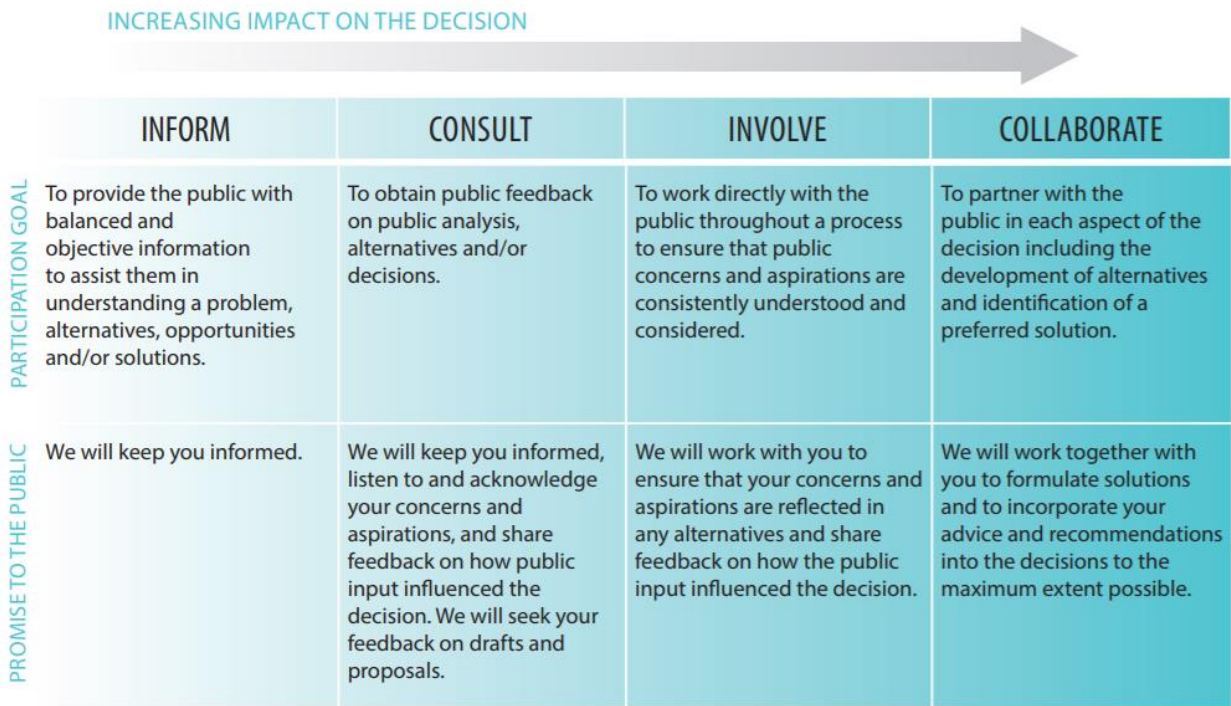 INCREASING IMPACT ON THE DECISION
INFORM
CONSULT
INVOLVE
COLLABORATE
PARTICIPATION GOAL
To provide the public with
balanced and
objective information
to assist them in
understanding a problem,
alternatives, opportunities
and/or solutions.
To obtain public feedback
on public analysis,
alternatives and/or
decisions.
To work directly with the
public throughout a process
to ensure that public
concerns and aspirations are
consistently understood and
considered.
To partner with the
public in each aspect of the
decision including the
development of alternatives
and identification of a
preferred solution.
PROMISE TO THE PUBLIC
We will keep you informed.
We will keep you informed,
listen to and acknowledge
your concerns and
aspirations, and share
feedback on how public
input influenced the
decision. We will seek your
feedback on drafts and
proposals.
We will work with you to
ensure that your concerns and
aspirations are reflected in
any alternatives and share
feedback on how the public
input influenced the decision.
We will work together with
you to formulate solutions
and to incorporate your
advice and recommendations
into the decisions to the
maximum extent possible.